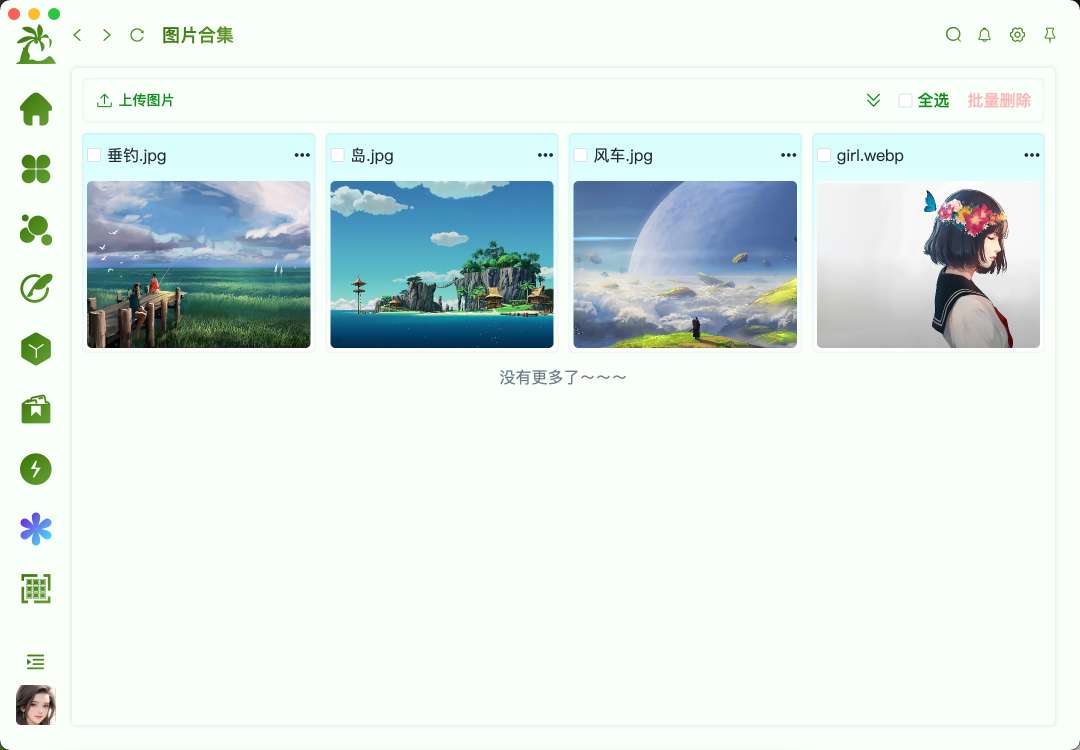 图片合集
上传图片
全选 批量删除
垂钓.jpg
岛.jpg
风车.jpg
girl.webp
没有更多了～～～